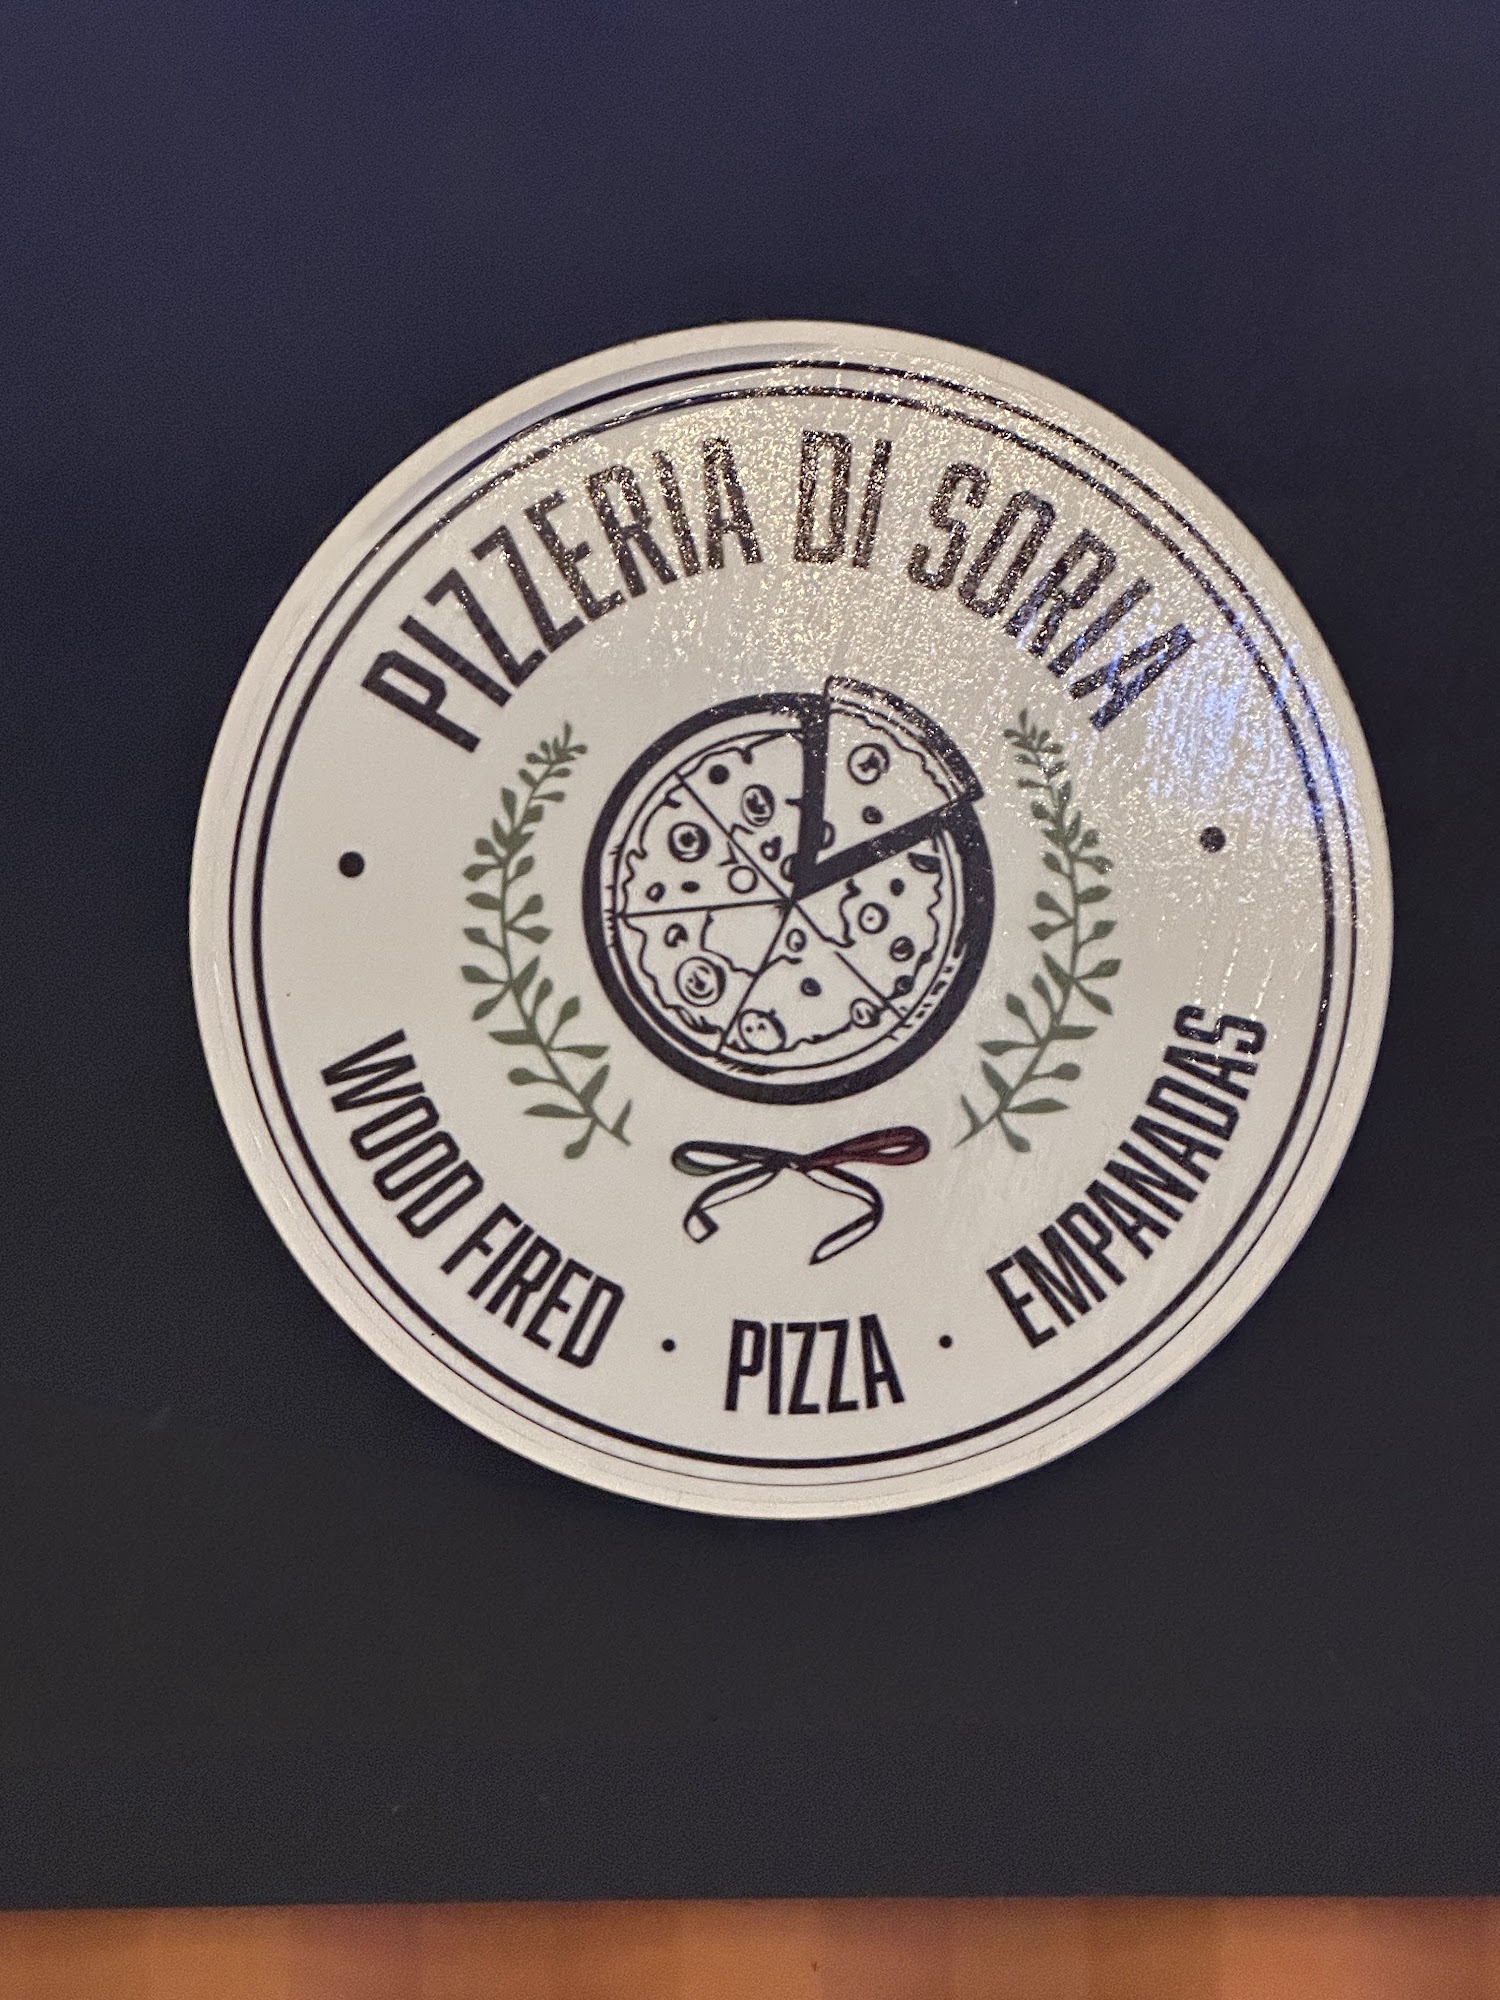 PIZZERIA DI SORIA
WOOD FIRED • PIZZA • EMPANADAS